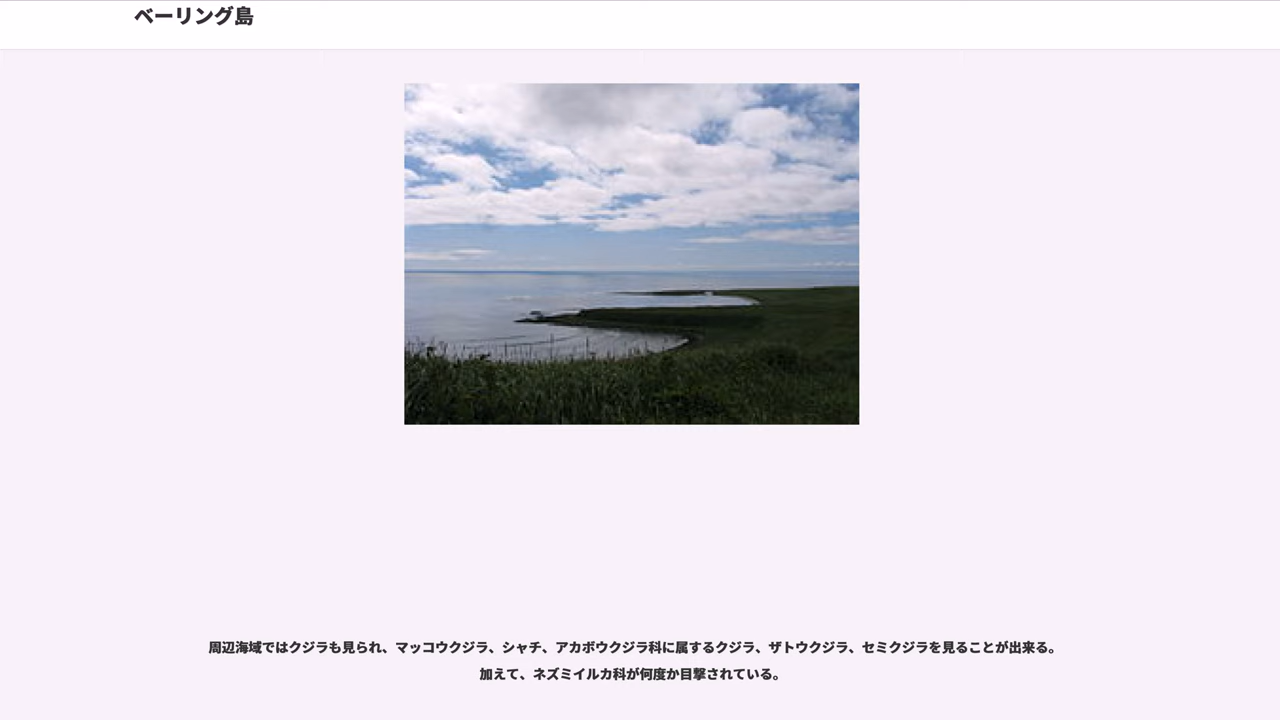 ベーリング島
周辺海域ではクジラも見られ、マッコウクジラ、シャチ、アカボウクジラ科に属するクジラ、ザトウクジラ、セミクジラを見ることが出来る。
加えて、ネズミイルカ科が何度か目撃されている。